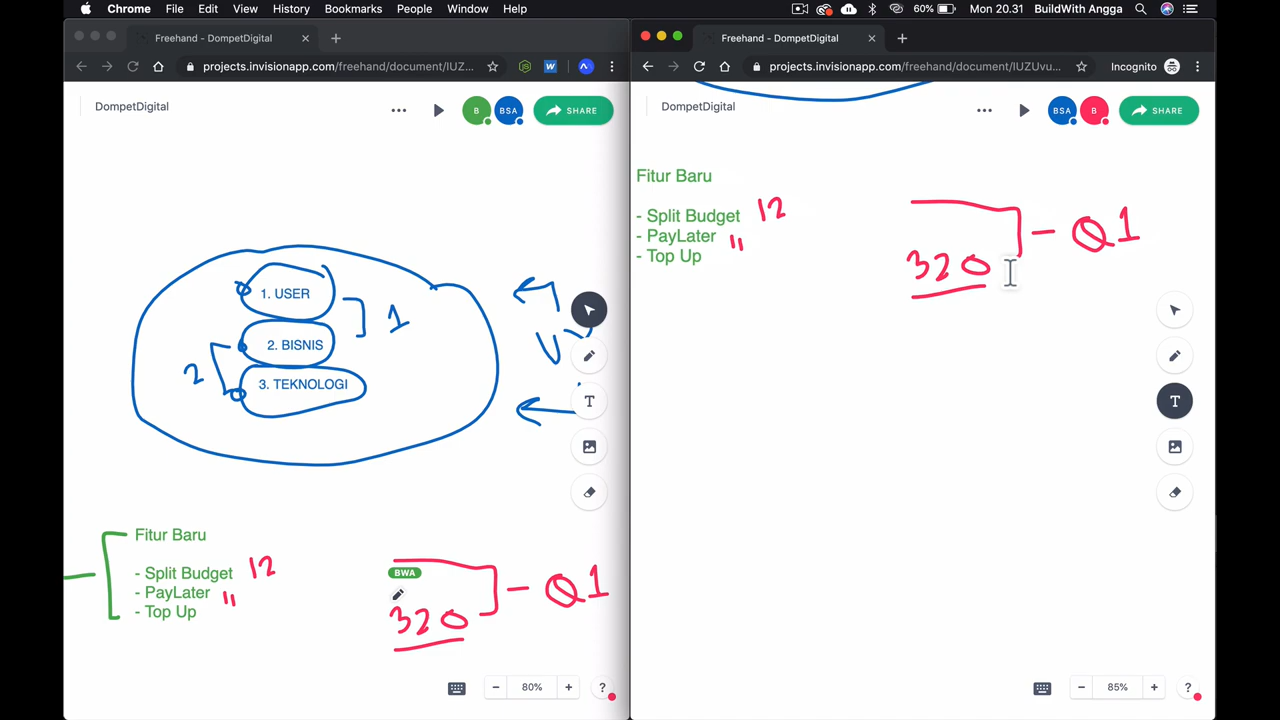 Chrome File Edit View History Bookmarks People Window Help 60% Mon 20.31 BuildWith Angga
Freehand - DompetDigital
projects.invisionapp.com/freehand/document/IUZ...
DompetDigital
B
BSA
SHARE
1. USER
2. BISNIS
3. TEKNOLOGI
1
2
T
Fitur Baru
- Split Budget 12
- PayLater "
- Top Up
BWA
320
Q1
80%
?
Freehand - DompetDigital
projects.invisionapp.com/freehand/document/IUZUvu...
Incognito
DompetDigital
BSA
B
SHARE
Fitur Baru
- Split Budget 12
- PayLater "
- Top Up
320
- Q1
T
85%
?